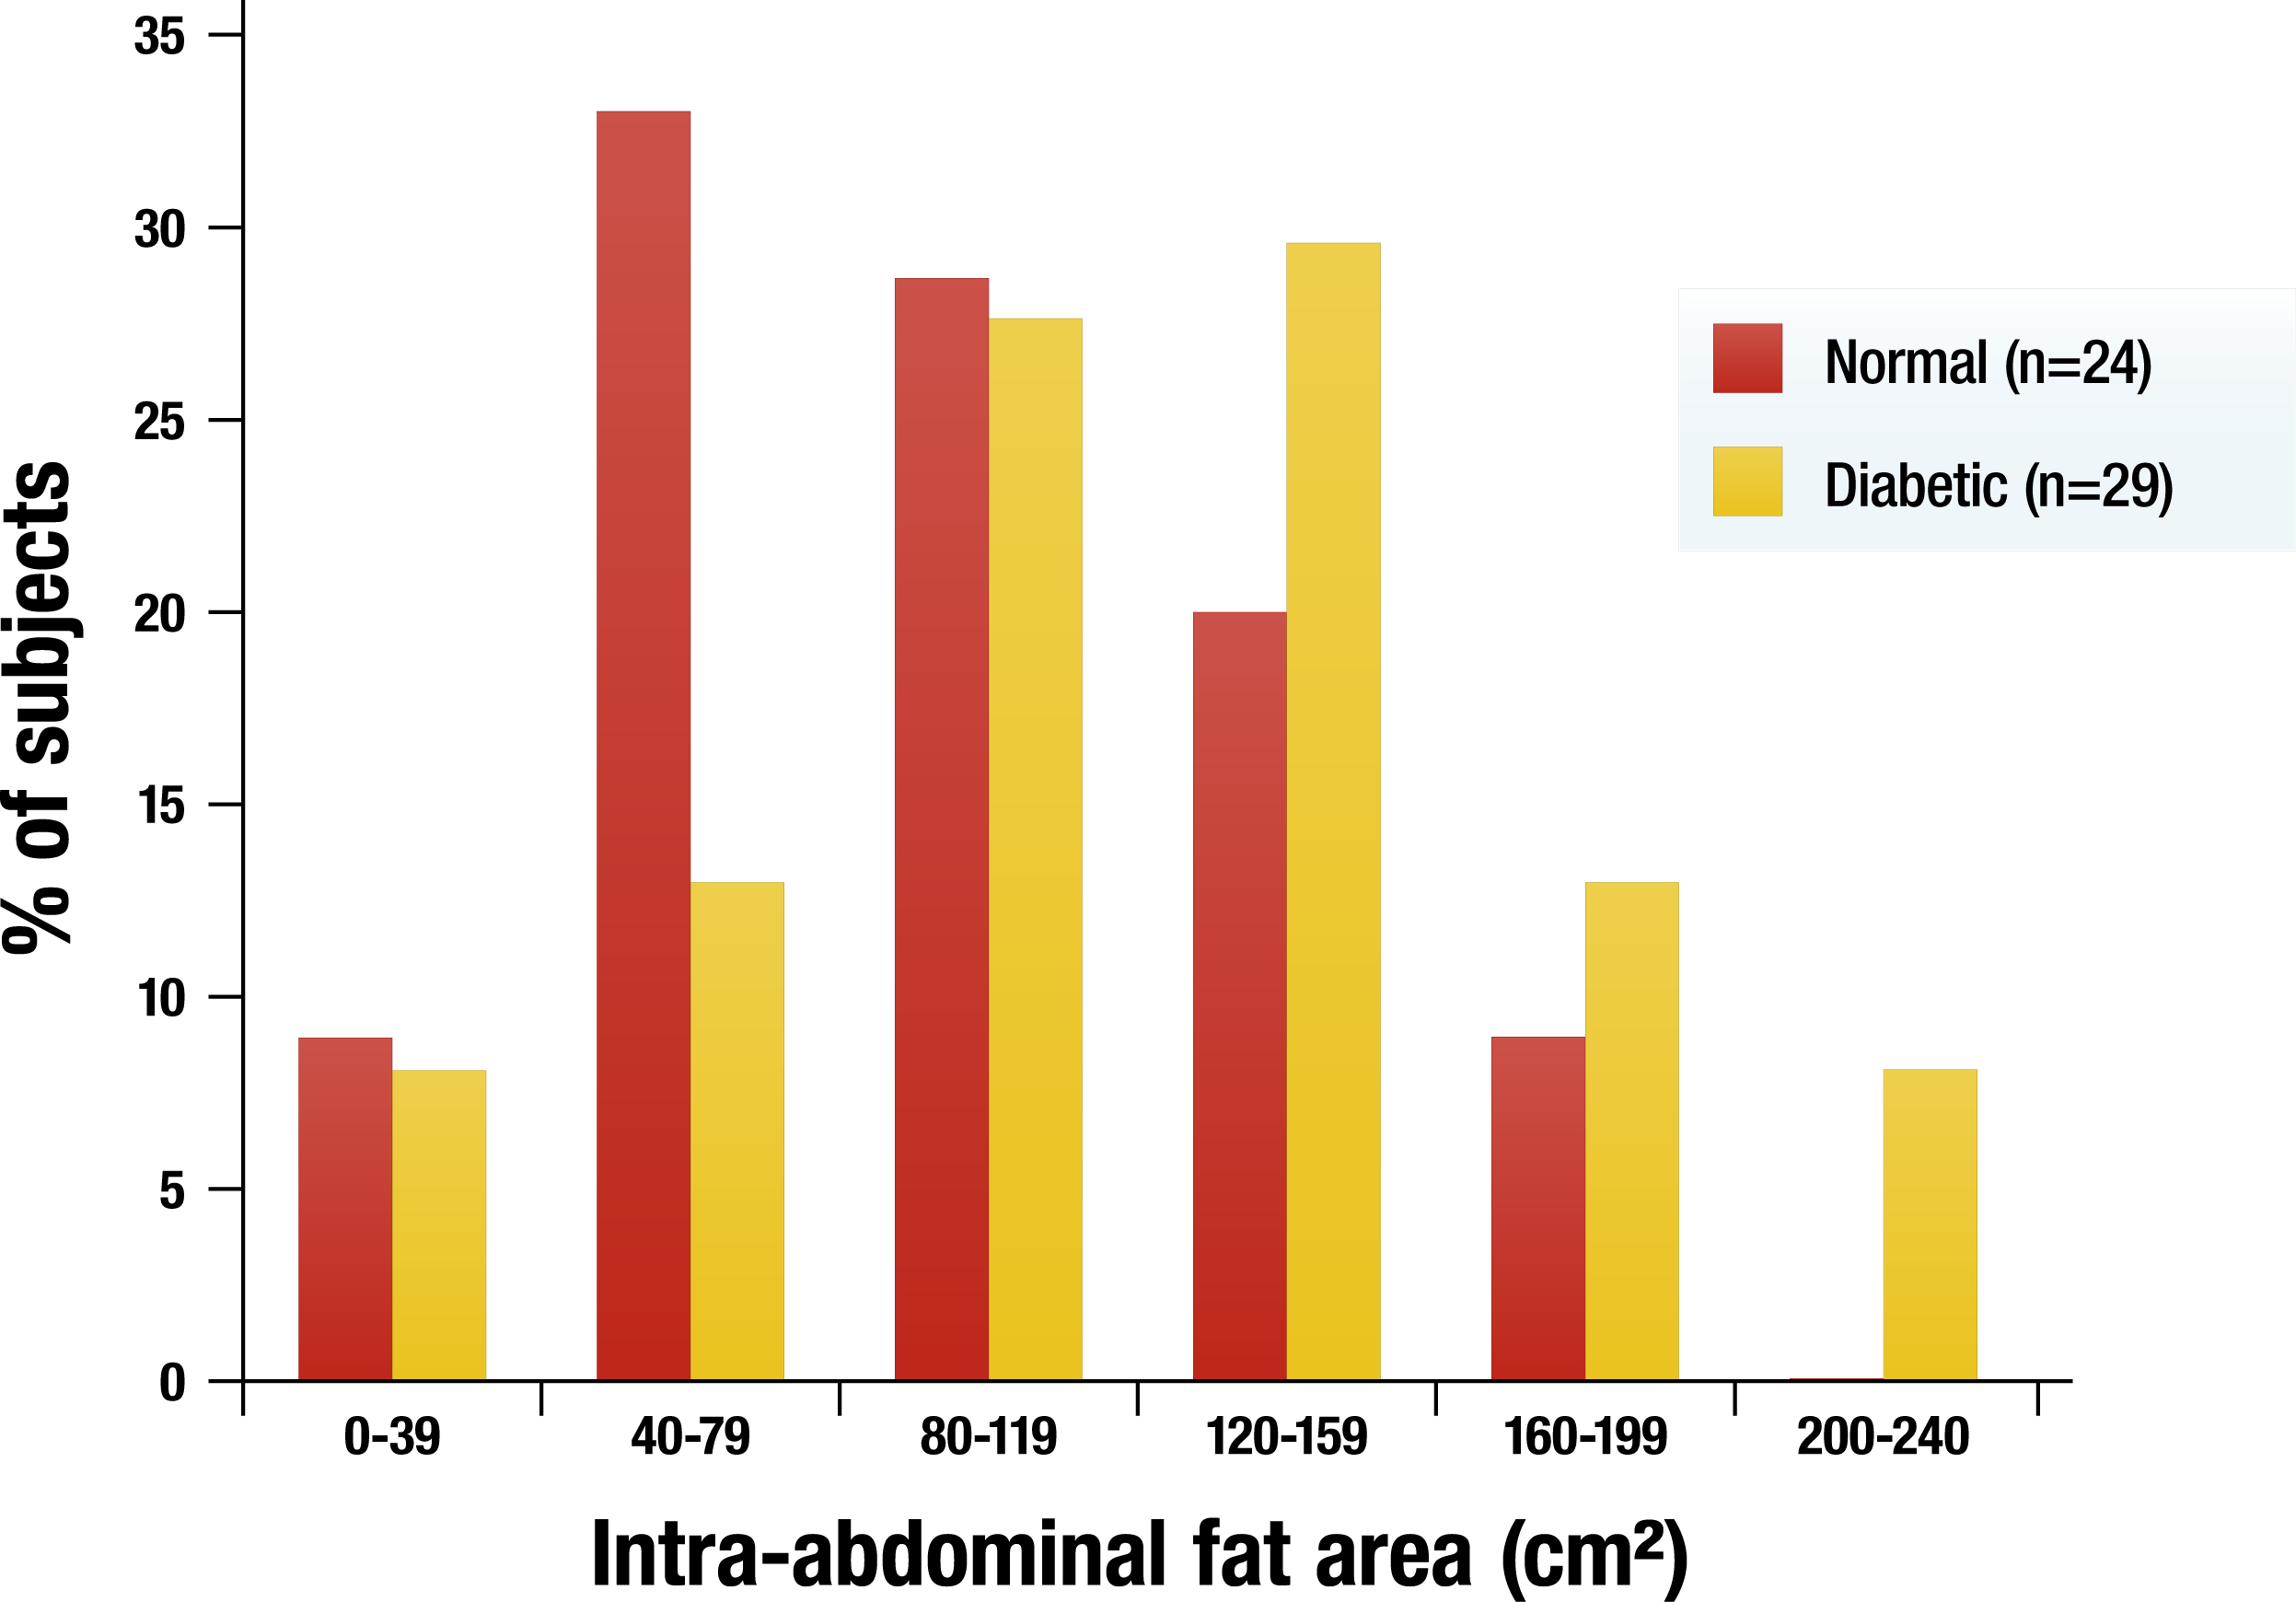 % of subjects
35
30
25
20
15
10
5
0
Normal (n=24)
Diabetic (n=29)
0-39 40-79 80-119 120-159 160-199 200-240
Intra-abdominal fat area (cm²)